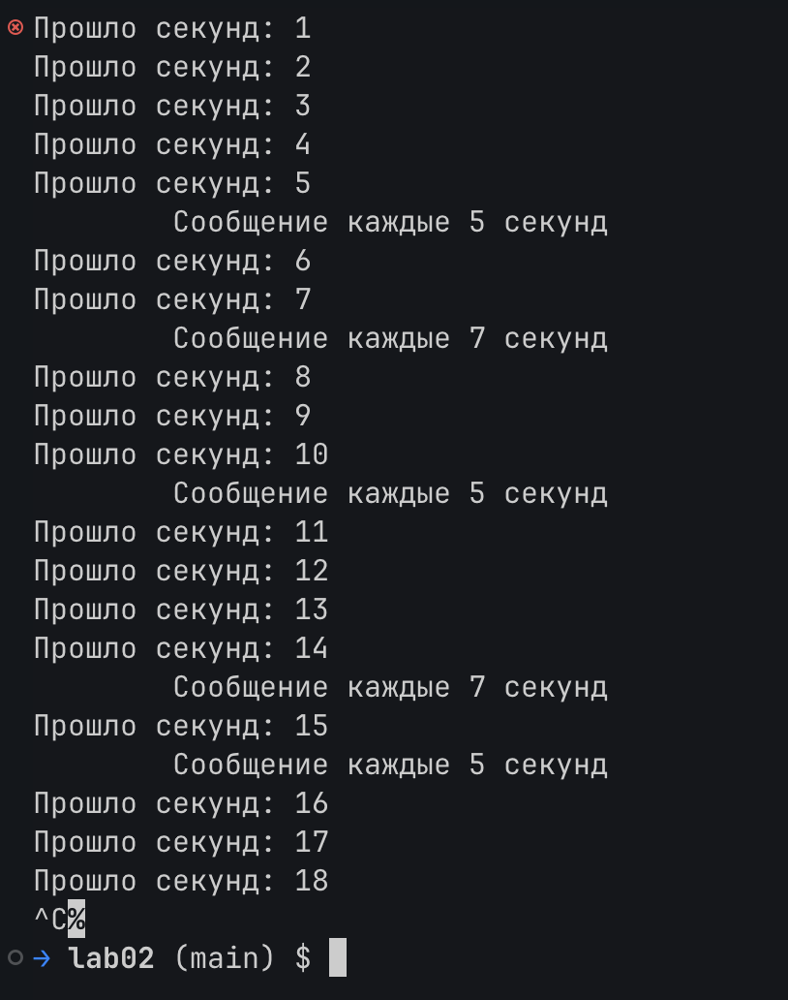 Прошло секунд: 1
Прошло секунд: 2
Прошло секунд: 3
Прошло секунд: 4
Прошло секунд: 5
Сообщение каждые 5 секунд
Прошло секунд: 6
Прошло секунд: 7
Сообщение каждые 7 секунд
Прошло секунд: 8
Прошло секунд: 9
Прошло секунд: 10
Сообщение каждые 5 секунд
Прошло секунд: 11
Прошло секунд: 12
Прошло секунд: 13
Прошло секунд: 14
Сообщение каждые 7 секунд
Прошло секунд: 15
Сообщение каждые 5 секунд
Прошло секунд: 16
Прошло секунд: 17
Прошло секунд: 18
^C%
→ lab02 (main) $